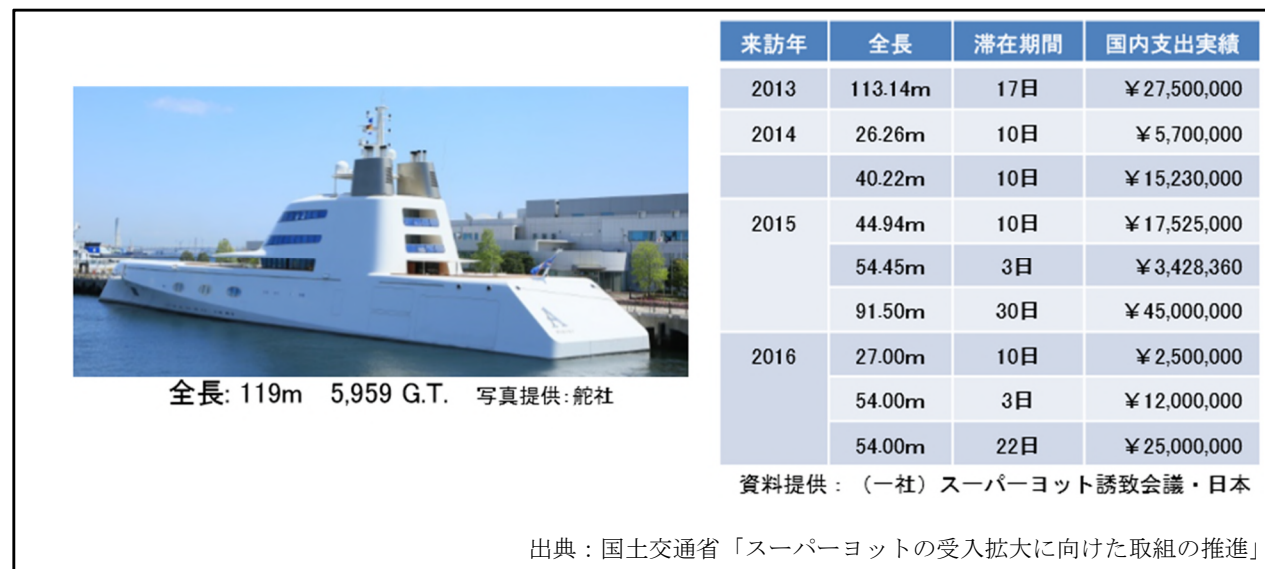 来訪年 全長 滞在期間 国内支出実績
2013 113.14m 17日 ¥27,500,000
2014 26.26m 10日 ¥5,700,000
40.22m 10日 ¥15,230,000
2015 44.94m 10日 ¥17,525,000
54.45m 3日 ¥3,428,360
91.50m 30日 ¥45,000,000
2016 27.00m 10日 ¥2,500,000
54.00m 3日 ¥12,000,000
54.00m 22日 ¥25,000,000
A
全長: 119m 5,959 G.T. 写真提供:舵社
資料提供：（一社）スーパーヨット誘致会議・日本
出典：国土交通省「スーパーヨットの受入拡大に向けた取組の推進」